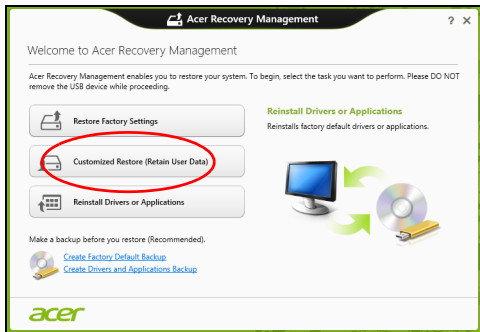 Acer Recovery Management
? X
Welcome to Acer Recovery Management
Acer Recovery Management enables you to restore your system. To begin, select the task you want to perform. Please DO NOT
remove the USB device while proceeding.
Restore Factory Settings
Customized Restore (Retain User Data)
Reinstall Drivers or Applications
Reinstall Drivers or Applications
Reinstalls factory default drivers or applications.
Make a backup before you restore (Recommended).
Create Factory Default Backup
Create Drivers and Applications Backup
acer